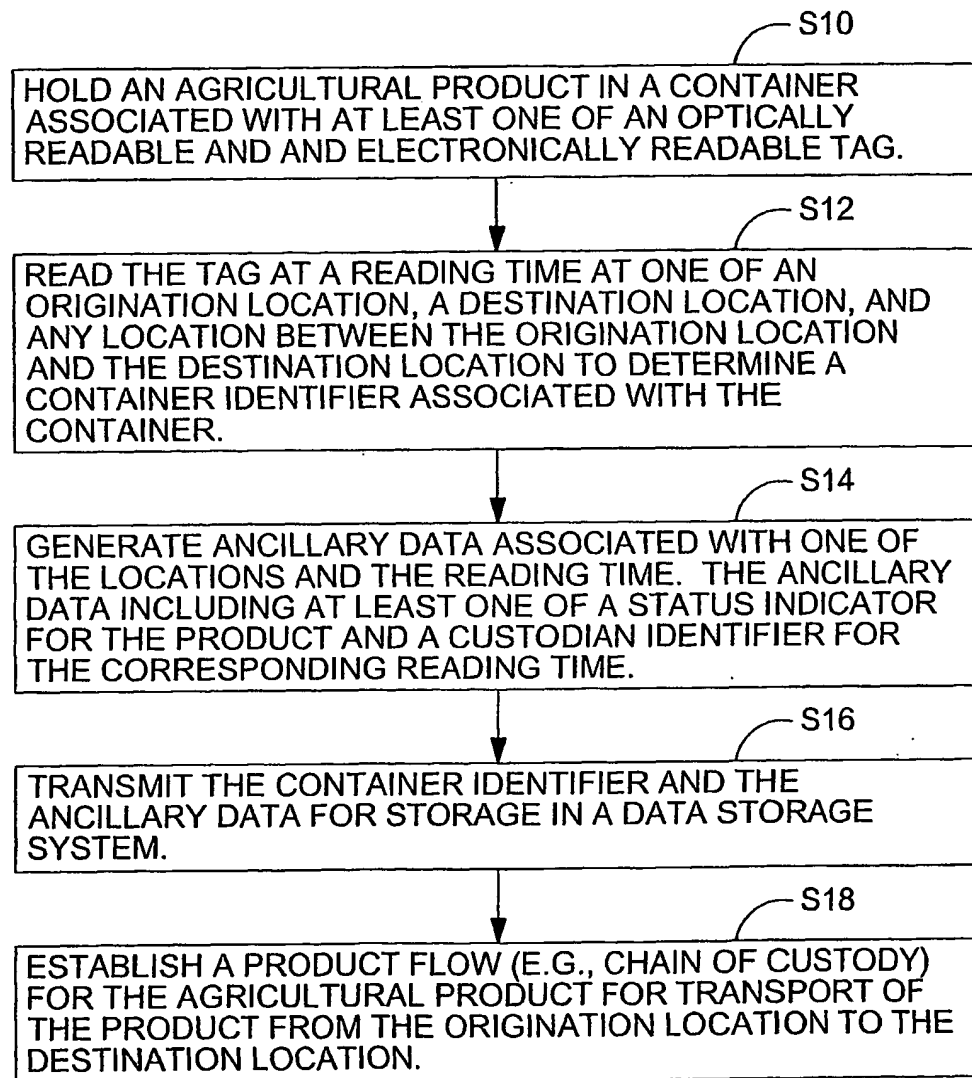 S10
HOLD AN AGRICULTURAL PRODUCT IN A CONTAINER
ASSOCIATED WITH AT LEAST ONE OF AN OPTICALLY
READABLE AND AND ELECTRONICALLY READABLE TAG.
S12
READ THE TAG AT A READING TIME AT ONE OF AN
ORIGINATION LOCATION, A DESTINATION LOCATION, AND
ANY LOCATION BETWEEN THE ORIGINATION LOCATION
AND THE DESTINATION LOCATION TO DETERMINE A
CONTAINER IDENTIFIER ASSOCIATED WITH THE
CONTAINER.
S14
GENERATE ANCILLARY DATA ASSOCIATED WITH ONE OF
THE LOCATIONS AND THE READING TIME. THE ANCILLARY
DATA INCLUDING AT LEAST ONE OF A STATUS INDICATOR
FOR THE PRODUCT AND A CUSTODIAN IDENTIFIER FOR
THE CORRESPONDING READING TIME.
S16
TRANSMIT THE CONTAINER IDENTIFIER AND THE
ANCILLARY DATA FOR STORAGE IN A DATA STORAGE
SYSTEM.
S18
ESTABLISH A PRODUCT FLOW (E.G., CHAIN OF CUSTODY)
FOR THE AGRICULTURAL PRODUCT FOR TRANSPORT OF
THE PRODUCT FROM THE ORIGINATION LOCATION TO THE
DESTINATION LOCATION.